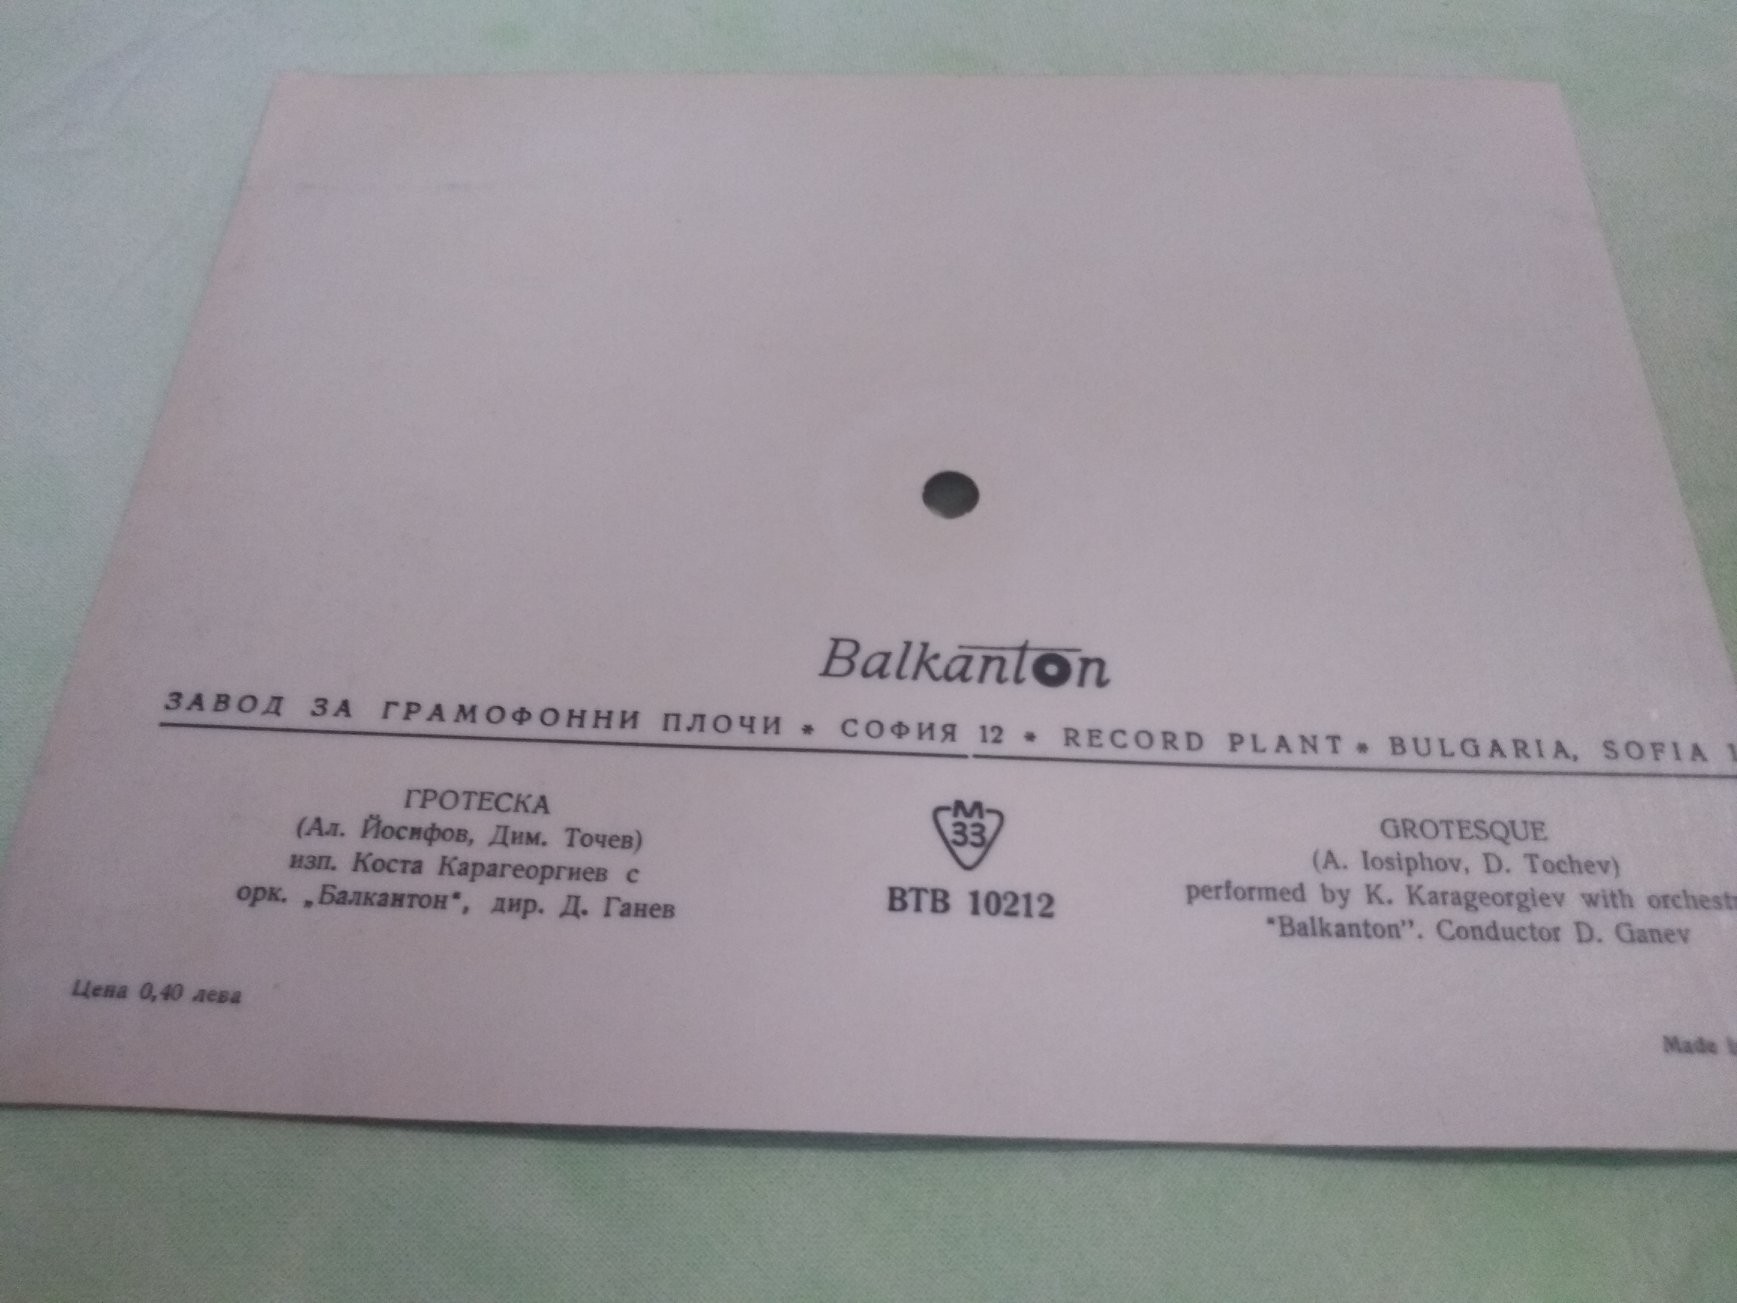 Balkanton
ЗАВОД ЗА ГРАМОФОННИ ПЛОЧИ * СОФИЯ 12 * RECORD PLANT * BULGARIA, SOFIA
ГРОТЕСКА
(Ал. Йосифов, Дим. Точев)
изп. Коста Карагеоргиев с
орк. „Балкантон“, дир. Д. Ганев
Цена 0,40 лева
М
33
ВТВ 10212
GROTESQUE
(A. Iosiphov, D. Tochev)
performed by K. Karageorgiev with
“Balkanton”. Conductor D. Ganev
Made